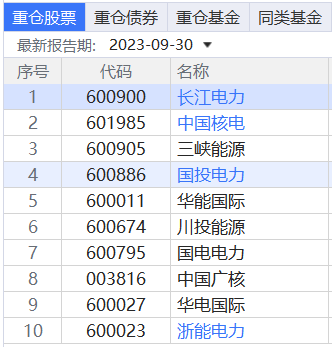 重仓股票 重仓债券 重仓基金 同类基金
最新报告期: 2023-09-30
序号 代码 名称
1 600900 长江电力
2 601985 中国核电
3 600905 三峡能源
4 600886 国投电力
5 600011 华能国际
6 600674 川投能源
7 600795 国电电力
8 003816 中国广核
9 600027 华电国际
10 600023 浙能电力